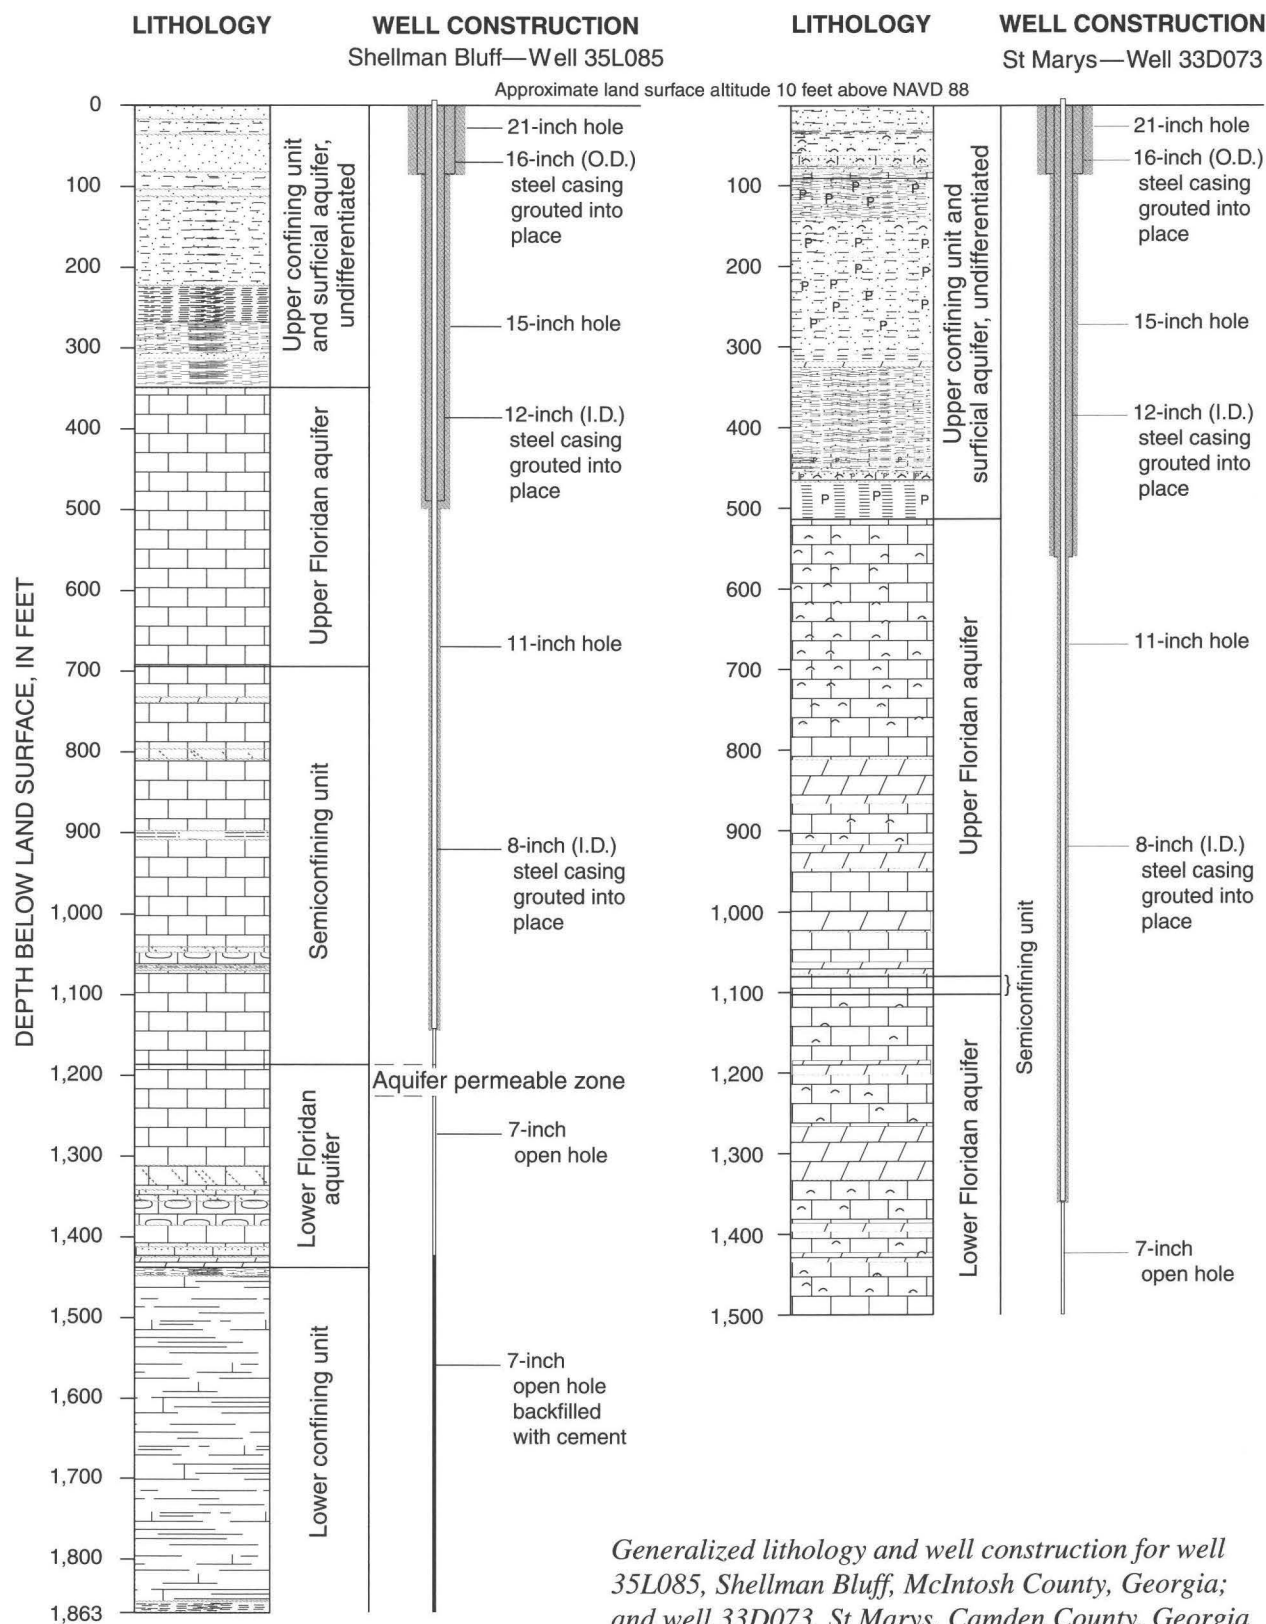 LITHOLOGY
WELL CONSTRUCTION
Shellman Bluff—Well 35L085
LITHOLOGY
WELL CONSTRUCTION
St Marys—Well 33D073
Approximate land surface altitude 10 feet above NAVD 88
DEPTH BELOW LAND SURFACE, IN FEET
0
100
200
300
400
500
600
700
800
900
1,000
1,100
1,200
1,300
1,400
1,500
1,600
1,700
1,800
1,863
Upper confining unit
and surficial aquifer,
undifferentiated
Upper Floridan aquifer
Semiconfining unit
Lower Floridan
aquifer
Lower confining unit
21-inch hole
16-inch (O.D.)
steel casing
grouted into
place
15-inch hole
12-inch (I.D.)
steel casing
grouted into
place
11-inch hole
8-inch (I.D.)
steel casing
grouted into
place
Aquifer permeable zone
7-inch
open hole
7-inch
open hole
backfilled
with cement
100
200
300
400
500
600
700
800
900
1,000
1,100
1,200
1,300
1,400
1,500
P P P P
P P
P P
P P
P P
P P
P P P
Upper confining unit and
surficial aquifer, undifferentiated
Upper Floridan aquifer
Semiconfining unit
Lower Floridan aquifer
21-inch hole
16-inch (O.D.)
steel casing
grouted into
place
15-inch hole
12-inch (I.D.)
steel casing
grouted into
place
11-inch hole
8-inch (I.D.)
steel casing
grouted into
place
7-inch
open hole
Generalized lithology and well construction for well
35L085, Shellman Bluff, McIntosh County, Georgia;
and well 33D073, St Marys, Camden County, Georgia